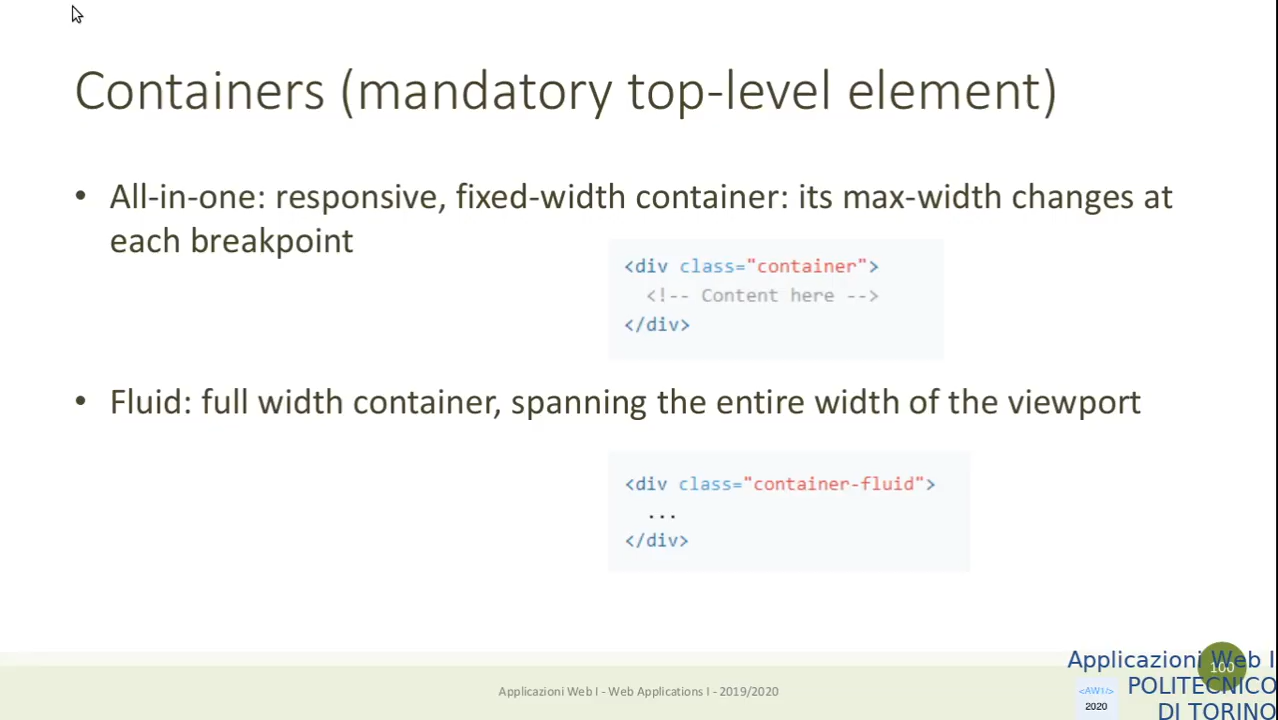 Containers (mandatory top-level element)
• All-in-one: responsive, fixed-width container: its max-width changes at
each breakpoint
<div class="container">
<!-- Content here -->
</div>
• Fluid: full width container, spanning the entire width of the viewport
<div class="container-fluid">
...
</div>
Applicazioni Web I - Web Applications I - 2019/2020
100
Applicazioni Web I
POLITECNICO
DI TORINO
<AW1/>
2020